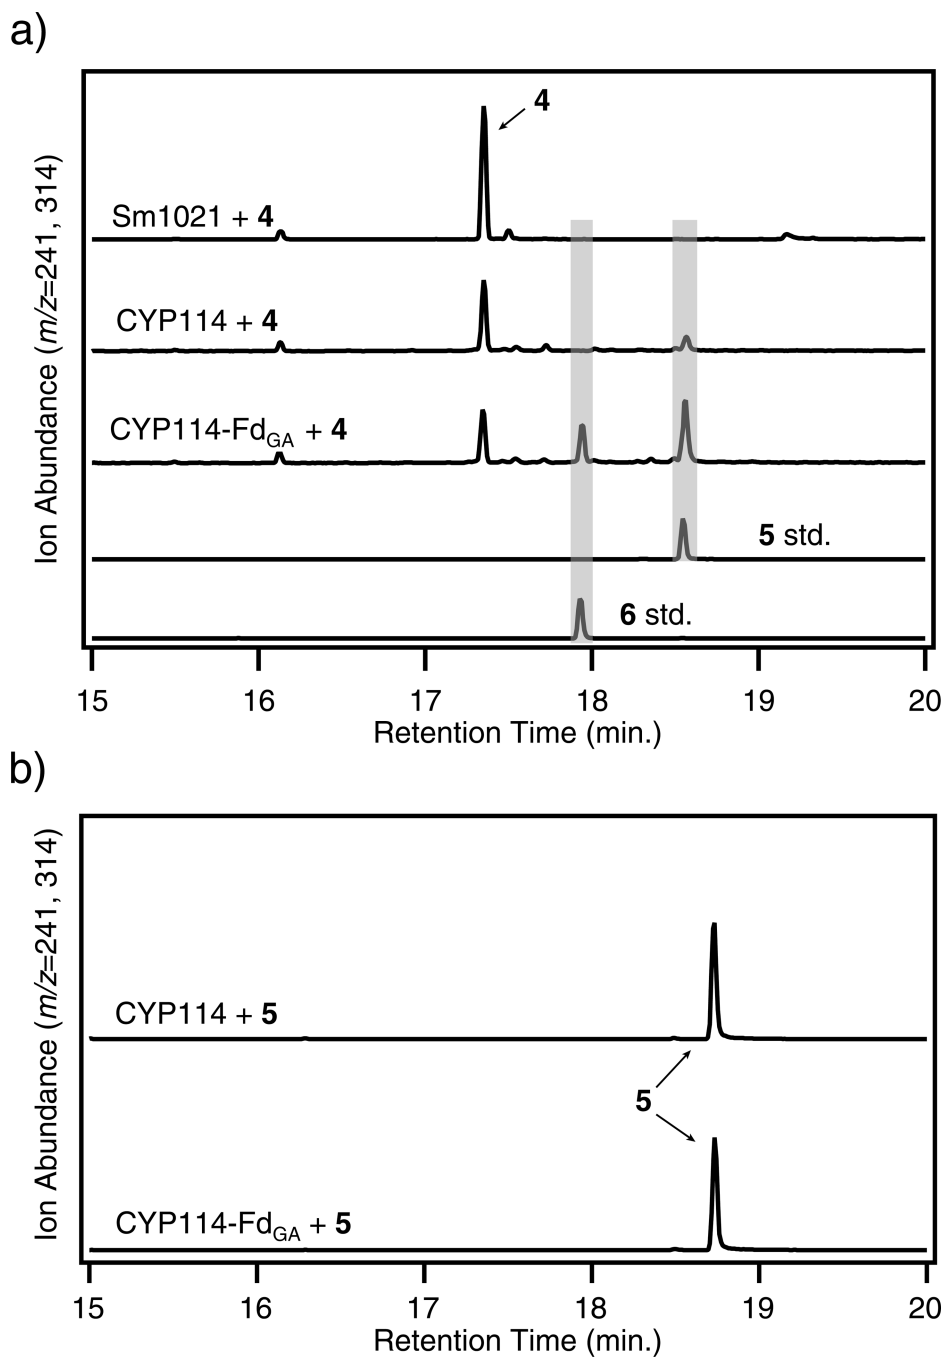 a)
Ion Abundance (m/z=241, 314)
4
Sm1021 + 4
CYP114 + 4
CYP114-FdGA + 4
5 std.
6 std.
15 16 17 18 19 20
Retention Time (min.)
b)
Ion Abundance (m/z=241, 314)
CYP114 + 5
5
CYP114-FdGA + 5
15 16 17 18 19 20
Retention Time (min.)